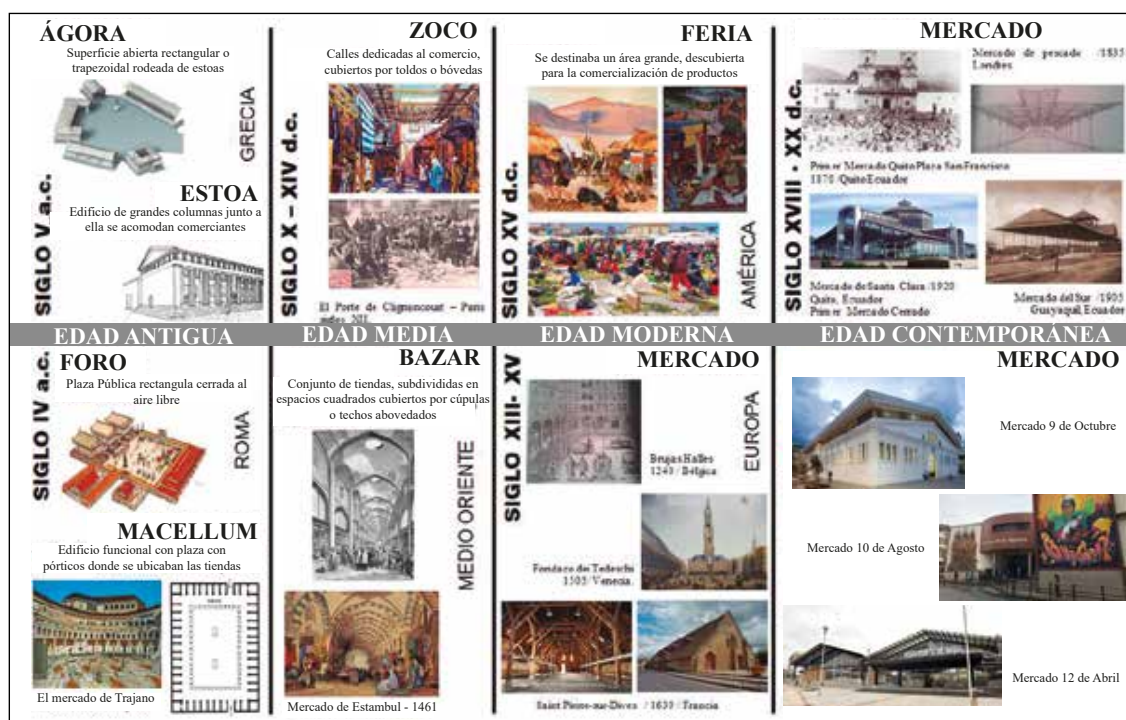 ÁGORA
Superficie abierta rectangular o
trapezoidal rodeada de estoas
GRECIA
ESTOA
Edificio de grandes columnas junto a
ella se acomodan comerciantes
SIGLO V a.c.
ZOCO
Calles dedicadas al comercio,
cubiertos por toldos o bóvedas
SIGLO X - XIV d.c.
El Porte de Clignancourt – Paris
XII
FERIA
Se destinaba un área grande, descubierta
para la comercialización de productos
SIGLO XV d.c.
AMÉRICA
MERCADO
Mercado de pescado /1835
Londres
SIGLO XVIII - XX d.c.
Primer Mercado Quito Plaza San Francisco
1870 /Quito Ecuador
Mercado de Santa Clara /1920
Quito, Ecuador
Primer Mercado Cerrado
Mercado del Sur /1905
Guayaquil, Ecuador
EDAD ANTIGUA
EDAD MEDIA
EDAD MODERNA
EDAD CONTEMPORÁNEA
SIGLO IV a.c.
FORO
Plaza Pública rectangula cerrada al
aire libre
ROMA
MACELLUM
Edificio funcional con plaza con
pórticos donde se ubicaban las tiendas
El mercado de Trajano
BAZAR
Conjunto de tiendas, subdivididas en
espacios cuadrados cubiertos por cúpulas
o techos abovedados
MEDIO ORIENTE
Mercado de Estambul - 1461
MERCADO
SIGLO XIII- XV
EUROPA
Brujas Halles
1249 / Bélgica
Fondaco dei Tedeschi
1505/ Venecia.
Saint Pierre-sur-Dives / 1639 / Francia
MERCADO
Mercado 9 de Octubre
Mercado 10 de Agosto
Mercado 12 de Abril